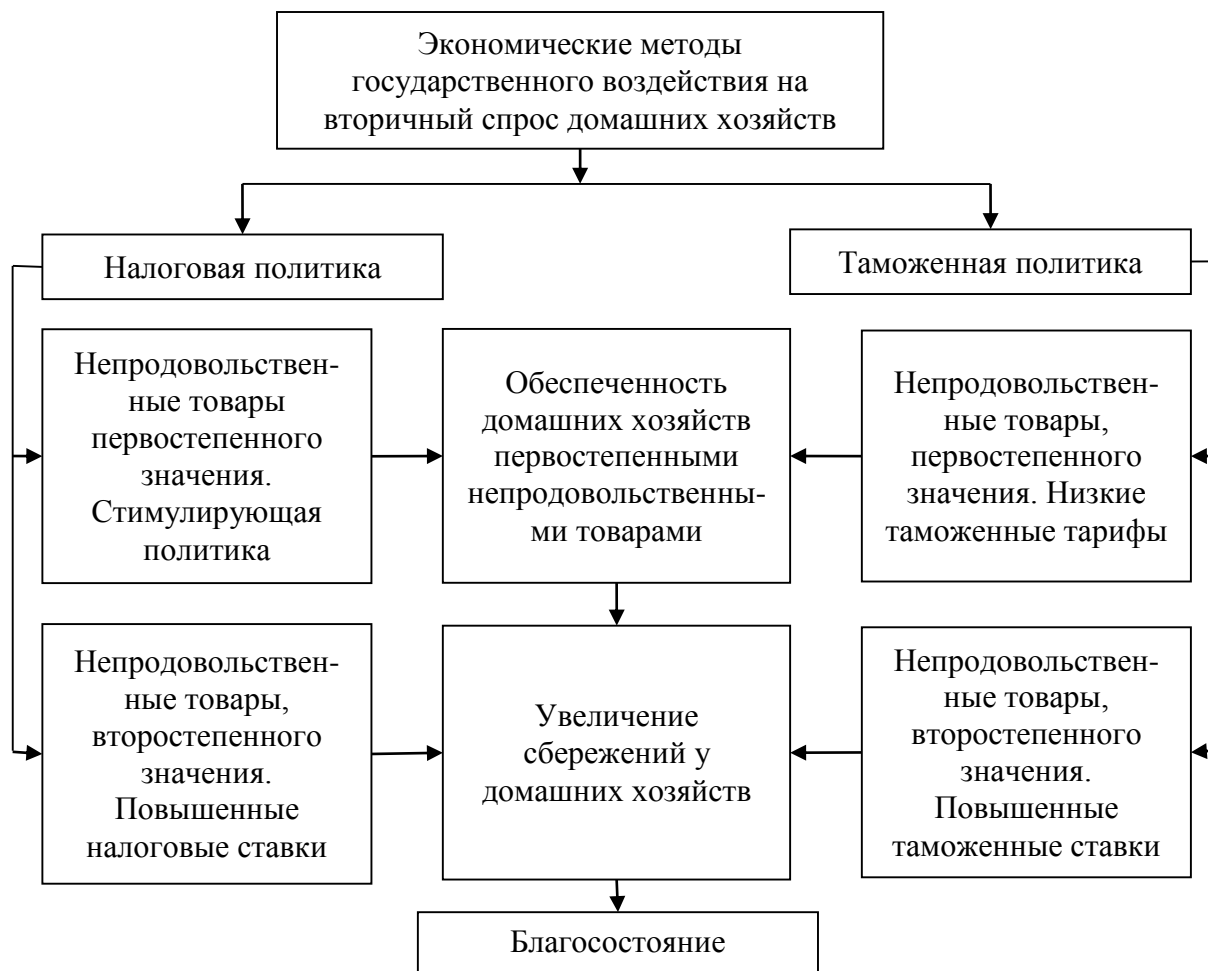 Экономические методы
государственного воздействия на
вторичный спрос домашних хозяйств
Налоговая политика
Таможенная политика
Непродовольствен-
ные товары
первостепенного
значения.
Стимулирующая
политика
Обеспеченность
домашних хозяйств
первостепенными
непродовольственны-
ми товарами
Непродовольствен-
ные товары,
первостепенного
значения. Низкие
таможенные тарифы
Непродовольствен-
ные товары,
второстепенного
значения.
Повышенные
налоговые ставки
Увеличение
сбережений у
домашних хозяйств
Непродовольствен-
ные товары,
второстепенного
значения.
Повышенные
таможенные ставки
Благосостояние